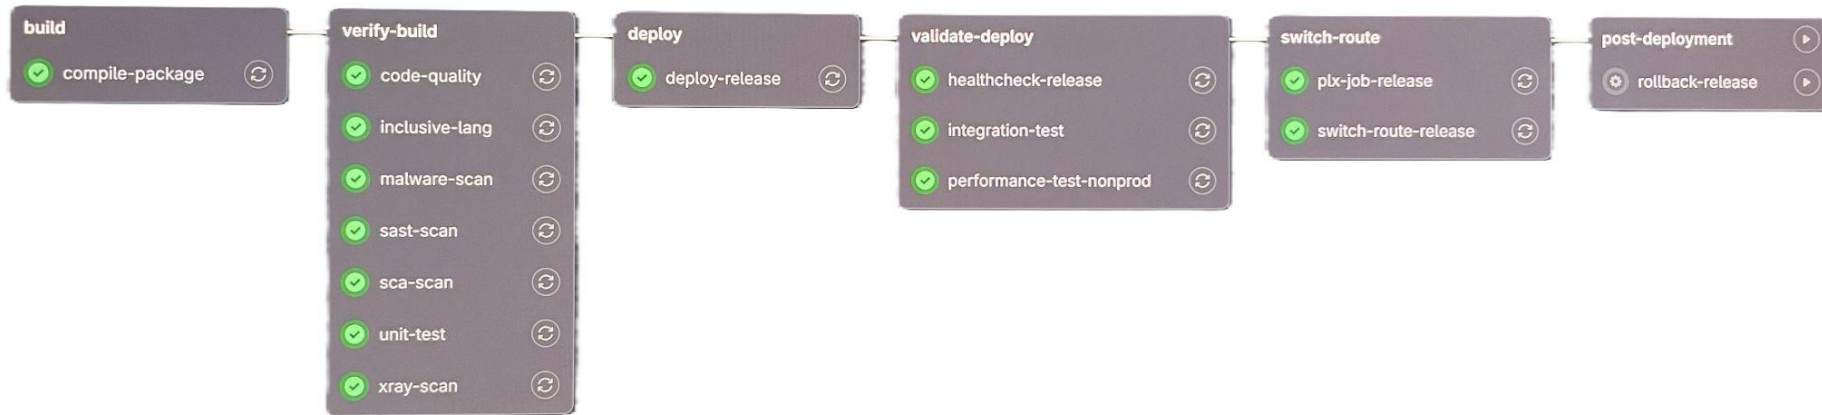 build
compile-package
verify-build
code-quality
inclusive-lang
malware-scan
sast-scan
sca-scan
unit-test
xray-scan
deploy
deploy-release
validate-deploy
healthcheck-release
integration-test
performance-test-nonprod
switch-route
plx-job-release
switch-route-release
post-deployment
rollback-release